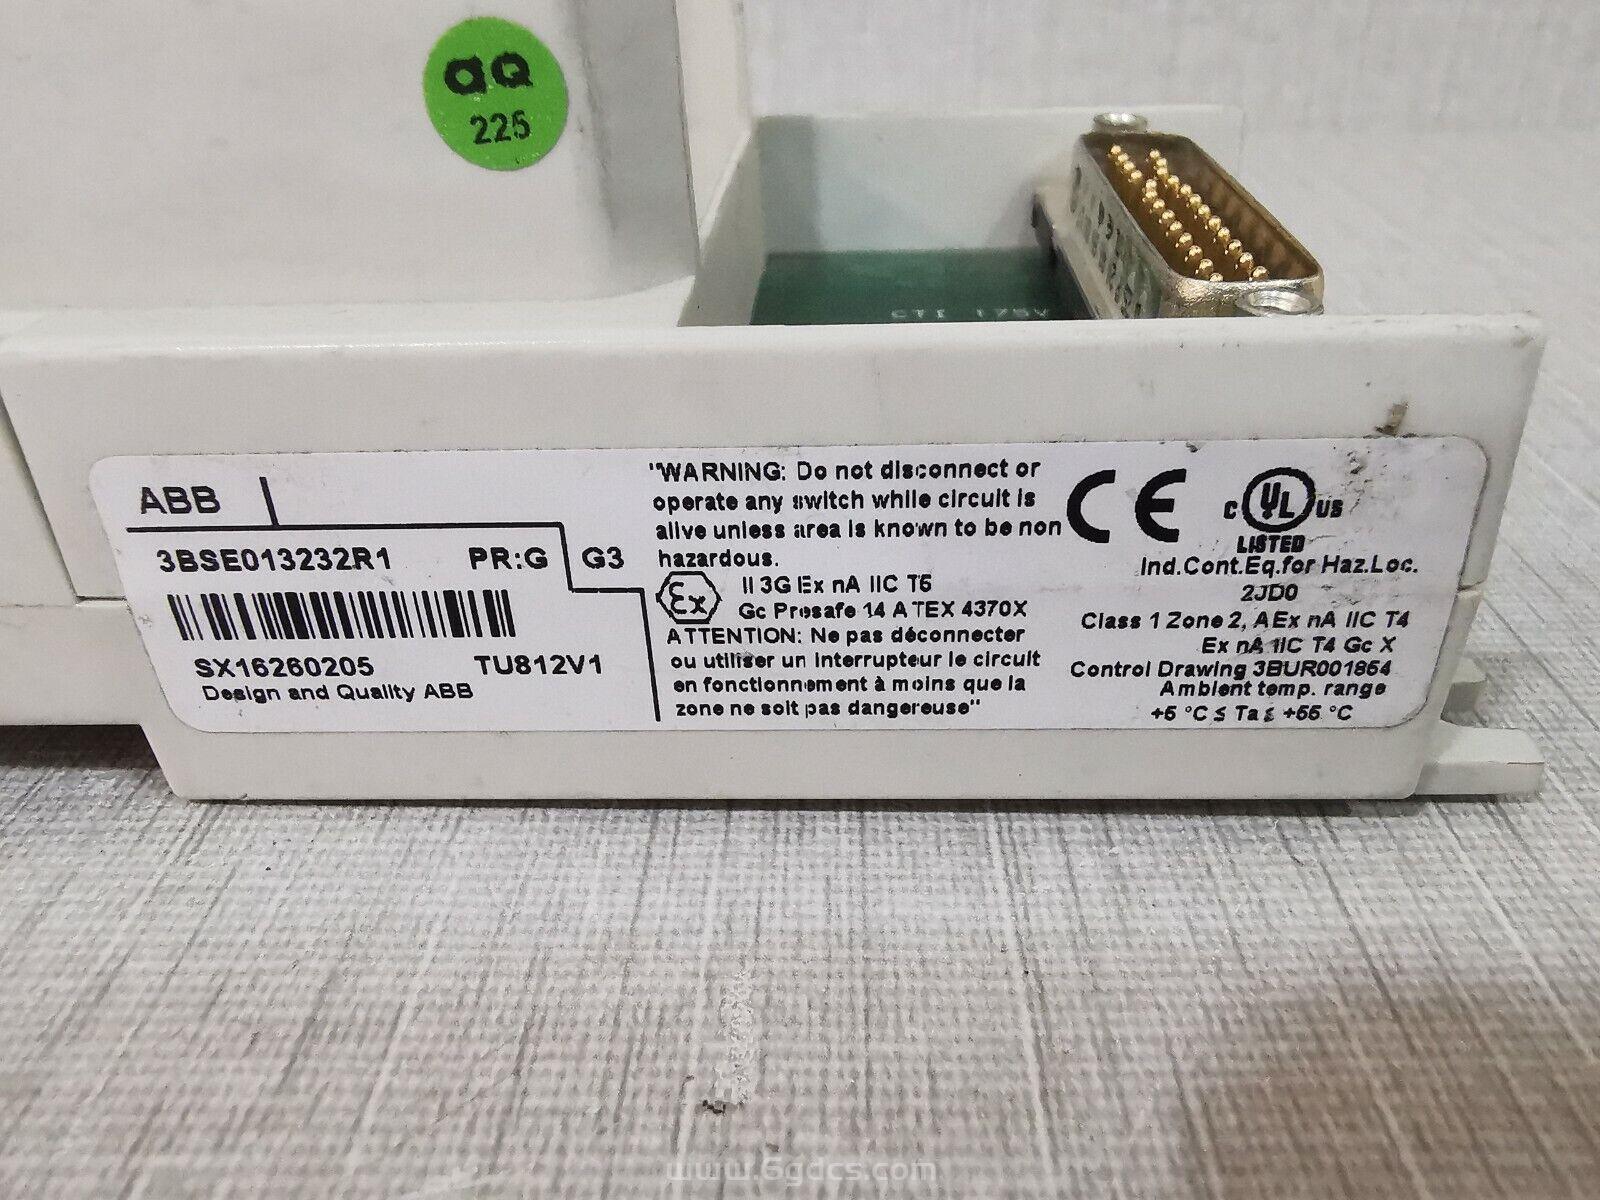 aQ
225
ABB
3BSE013232R1 PR:G G3
SX16260205 TU812V1
Design and Quality ABB
"WARNING: Do not disconnect or
operate any switch while circuit is
alive unless area is known to be non
hazardous.
Ex
II 3G Ex nA IIC T5
Gc Presafe 14 ATEX 4370X
ATTENTION: Ne pas déconnecter
ou utiliser un interrupteur le circuit
en fonctionnement à moins que la
zone ne soit pas dangereuse"
CE
C UL US
LISTED
Ind.Cont.Eq.for Haz.Loc.
2JD0
Class 1 Zone 2, AEx nA IIC T4
Ex nA IIC T4 Gc X
Control Drawing 3BUR001864
Ambient temp. range
+5 °C ≤ Ta ≤ +55 °C
www.6gdcs.com